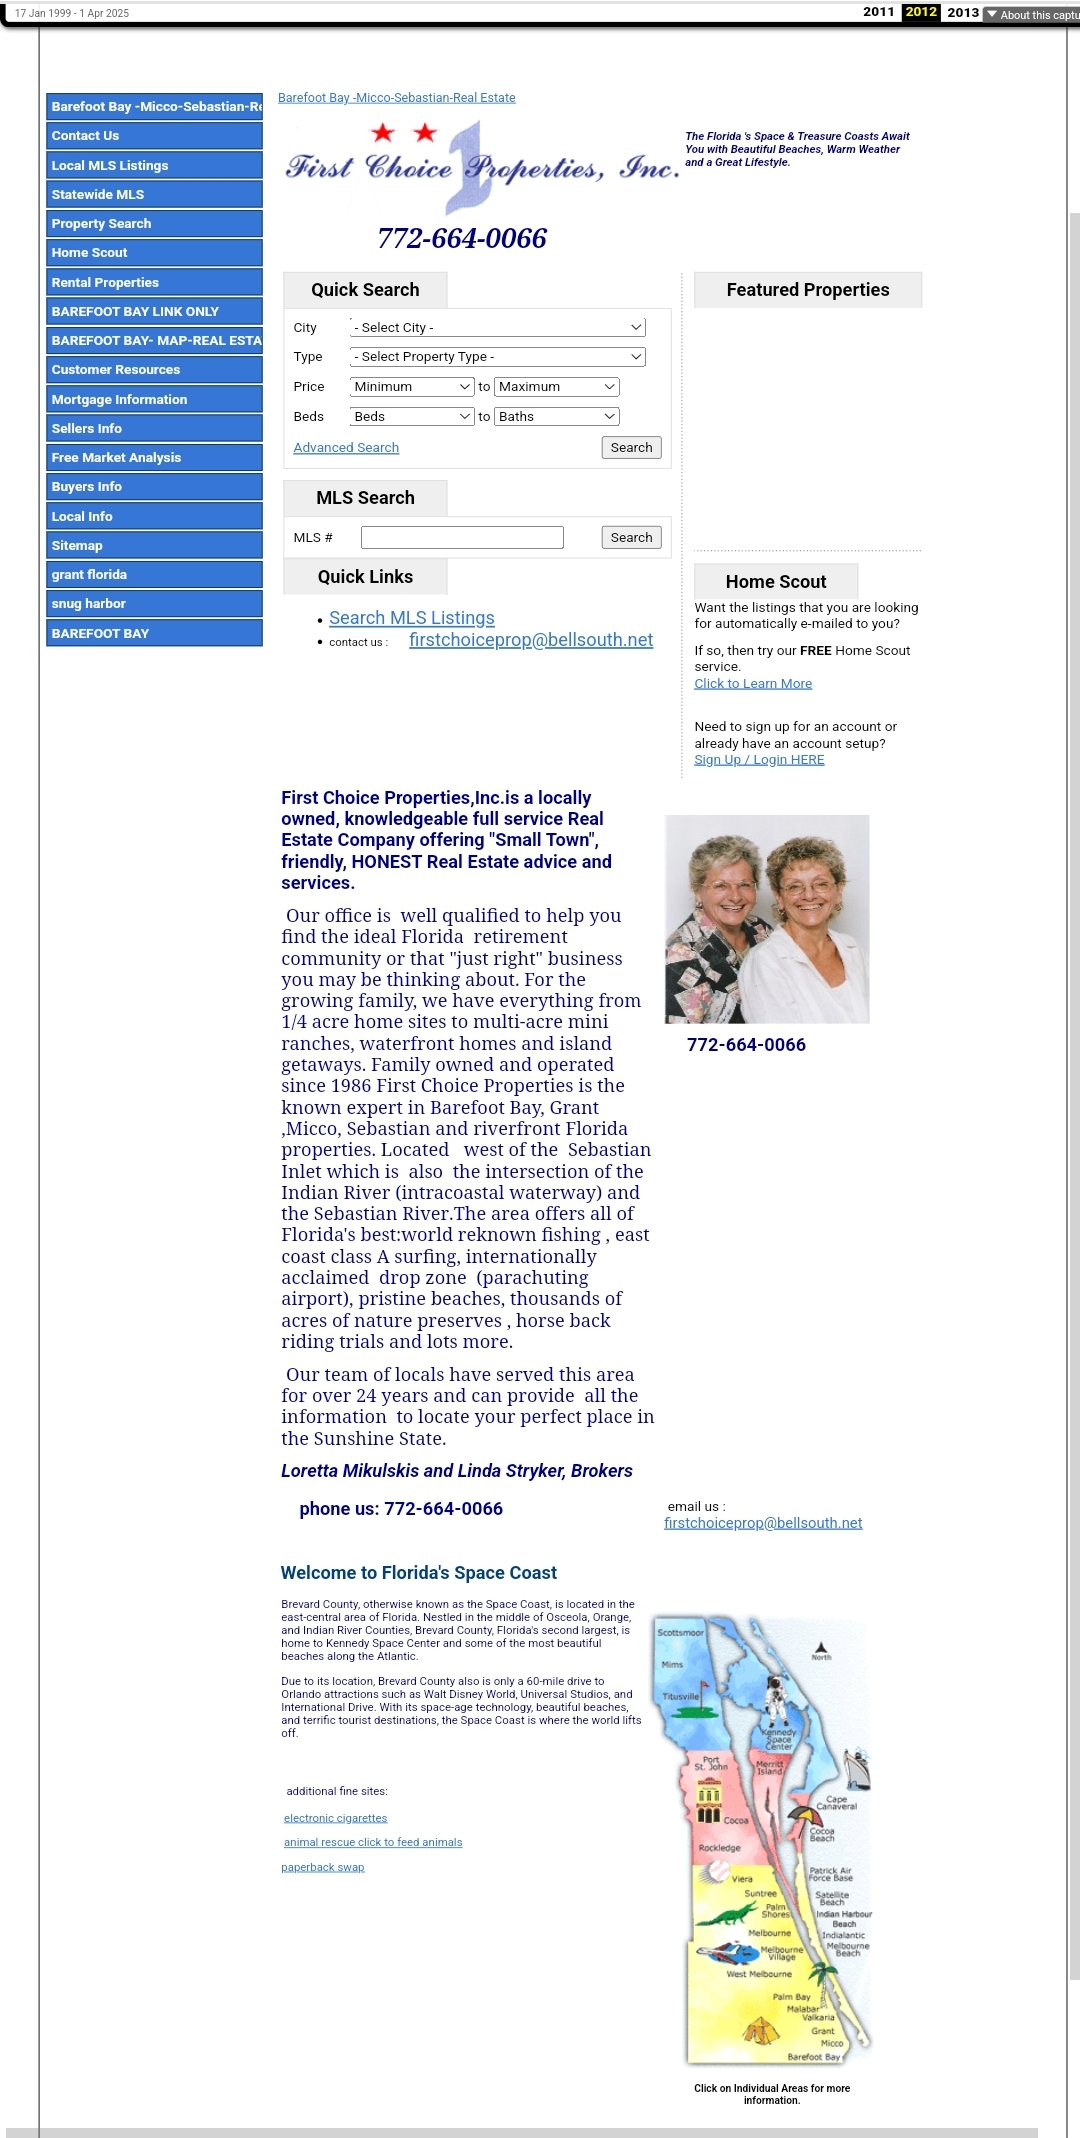 17 Jan 1999 - 1 Apr 2025
2011 2012 2013 About this captu
Barefoot Bay -Micco-Sebastian-Re
Contact Us
Local MLS Listings
Statewide MLS
Property Search
Home Scout
Rental Properties
BAREFOOT BAY LINK ONLY
BAREFOOT BAY- MAP-REAL ESTA
Customer Resources
Mortgage Information
Sellers Info
Free Market Analysis
Buyers Info
Local Info
Sitemap
grant florida
snug harbor
BAREFOOT BAY
Barefoot Bay -Micco-Sebastian-Real Estate
1
First Choice Properties, Inc.
The Florida 's Space & Treasure Coasts Await
You with Beautiful Beaches, Warm Weather
and a Great Lifestyle.
772-664-0066
Quick Search
City - Select City -
Type - Select Property Type -
Price Minimum to Maximum
Beds Beds to Baths
Advanced Search Search
MLS Search
MLS # Search
Quick Links
• Search MLS Listings
• contact us : firstchoiceprop@bellsouth.net
Featured Properties
Home Scout
Want the listings that you are looking
for automatically e-mailed to you?
If so, then try our FREE Home Scout
service.
Click to Learn More
Need to sign up for an account or
already have an account setup?
Sign Up / Login HERE
First Choice Properties,Inc.is a locally
owned, knowledgeable full service Real
Estate Company offering "Small Town",
friendly, HONEST Real Estate advice and
services.
Our office is  well qualified to help you
find the ideal Florida  retirement
community or that "just right" business
you may be thinking about. For the
growing family, we have everything from
1/4 acre home sites to multi-acre mini
ranches, waterfront homes and island
getaways. Family owned and operated
since 1986 First Choice Properties is the
known expert in Barefoot Bay, Grant
,Micco, Sebastian and riverfront Florida
properties. Located   west of the  Sebastian
Inlet which is  also  the intersection of the
Indian River (intracoastal waterway) and
the Sebastian River.The area offers all of
Florida's best:world reknown fishing , east
coast class A surfing, internationally
acclaimed  drop zone  (parachuting
airport), pristine beaches, thousands of
acres of nature preserves , horse back
riding trials and lots more.
Our team of locals have served this area
for over 24 years and can provide  all the
information  to locate your perfect place in
the Sunshine State.
Loretta Mikulskis and Linda Stryker, Brokers
phone us: 772-664-0066
772-664-0066
email us :
firstchoiceprop@bellsouth.net
Welcome to Florida's Space Coast
Brevard County, otherwise known as the Space Coast, is located in the
east-central area of Florida. Nestled in the middle of Osceola, Orange,
and Indian River Counties, Brevard County, Florida's second largest, is
home to Kennedy Space Center and some of the most beautiful
beaches along the Atlantic.
Due to its location, Brevard County also is only a 60-mile drive to
Orlando attractions such as Walt Disney World, Universal Studios, and
International Drive. With its space-age technology, beautiful beaches,
and terrific tourist destinations, the Space Coast is where the world lifts
off.
additional fine sites:
electronic cigarettes
animal rescue click to feed animals
paperback swap
Scottsmoor
North
Mims
Titusville
Kennedy
Space
Center
Port
St. John
Merritt
Island
Cape
Canaveral
Cocoa
Cocoa
Beach
Rockledge
Patrick Air
Force Base
Viera
Suntree
Satellite
Beach
Palm
Shores
Indian Harbour
Beach
Melbourne
Indialantic
Melbourne
Village
Melbourne
Beach
West Melbourne
Palm Bay
Malabar
Valkaria
Grant
Micco
Barefoot Bay
Click on Individual Areas for more
information.